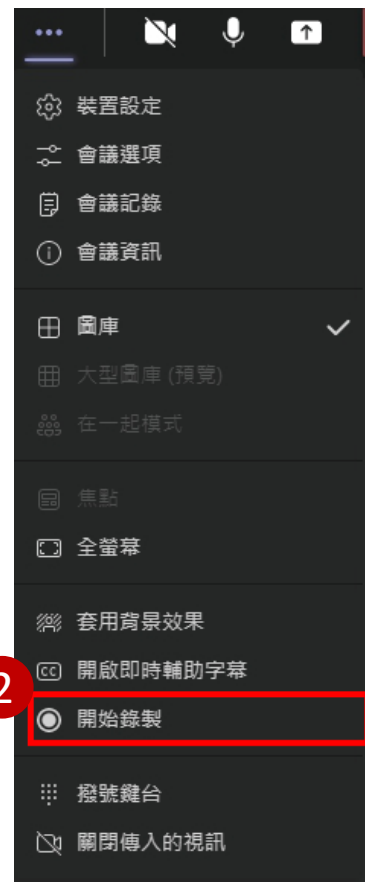 裝置設定
會議選項
會議記錄
會議資訊
圖庫
大型圖庫 (預覽)
在一起模式
焦點
全螢幕
套用背景效果
CC 開啟即時輔助字幕
2
開始錄製
撥號鍵台
關閉傳入的視訊